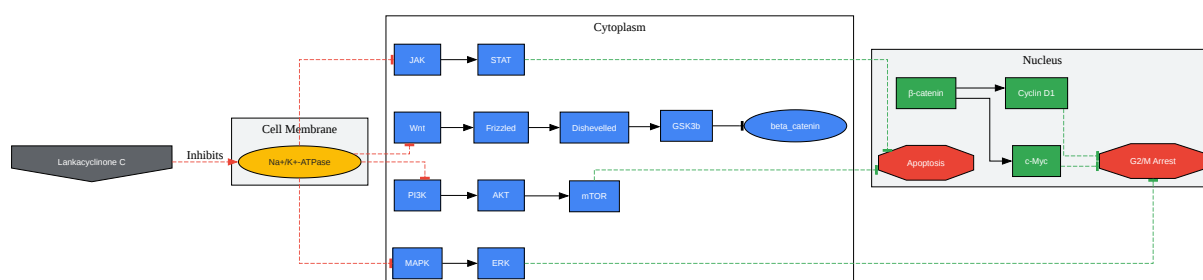 Cytoplasm
JAK
STAT
Nucleus
β-catenin
Cyclin D1
Cell Membrane
Wnt
Frizzled
Dishevelled
GSK3b
beta_catenin
Lankacyclinone C
Inhibits
Na+/K+-ATPase
Apoptosis
c-Myc
G2/M Arrest
PI3K
AKT
mTOR
MAPK
ERK